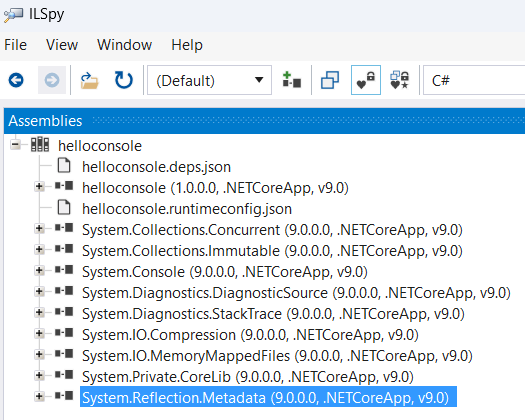 ILSpy
File View Window Help
(Default) C#
Assemblies
helloconsole
helloconsole.deps.json
helloconsole (1.0.0.0, .NETCoreApp, v9.0)
helloconsole.runtimeconfig.json
System.Collections.Concurrent (9.0.0.0, .NETCoreApp, v9.0)
System.Collections.Immutable (9.0.0.0, .NETCoreApp, v9.0)
System.Console (9.0.0.0, .NETCoreApp, v9.0)
System.Diagnostics.DiagnosticSource (9.0.0.0, .NETCoreApp, v9.0)
System.Diagnostics.StackTrace (9.0.0.0, .NETCoreApp, v9.0)
System.IO.Compression (9.0.0.0, .NETCoreApp, v9.0)
System.IO.MemoryMappedFiles (9.0.0.0, .NETCoreApp, v9.0)
System.Private.CoreLib (9.0.0.0, .NETCoreApp, v9.0)
System.Reflection.Metadata (9.0.0.0, .NETCoreApp, v9.0)